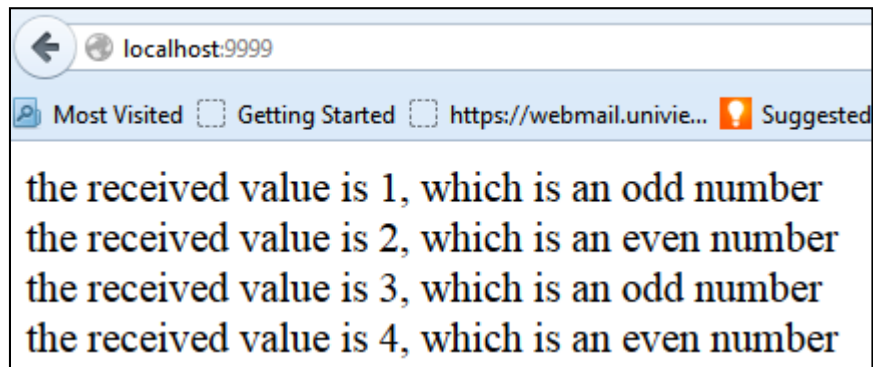 localhost:9999
Most Visited Getting Started https://webmail.univie... Suggested
the received value is 1, which is an odd number
the received value is 2, which is an even number
the received value is 3, which is an odd number
the received value is 4, which is an even number